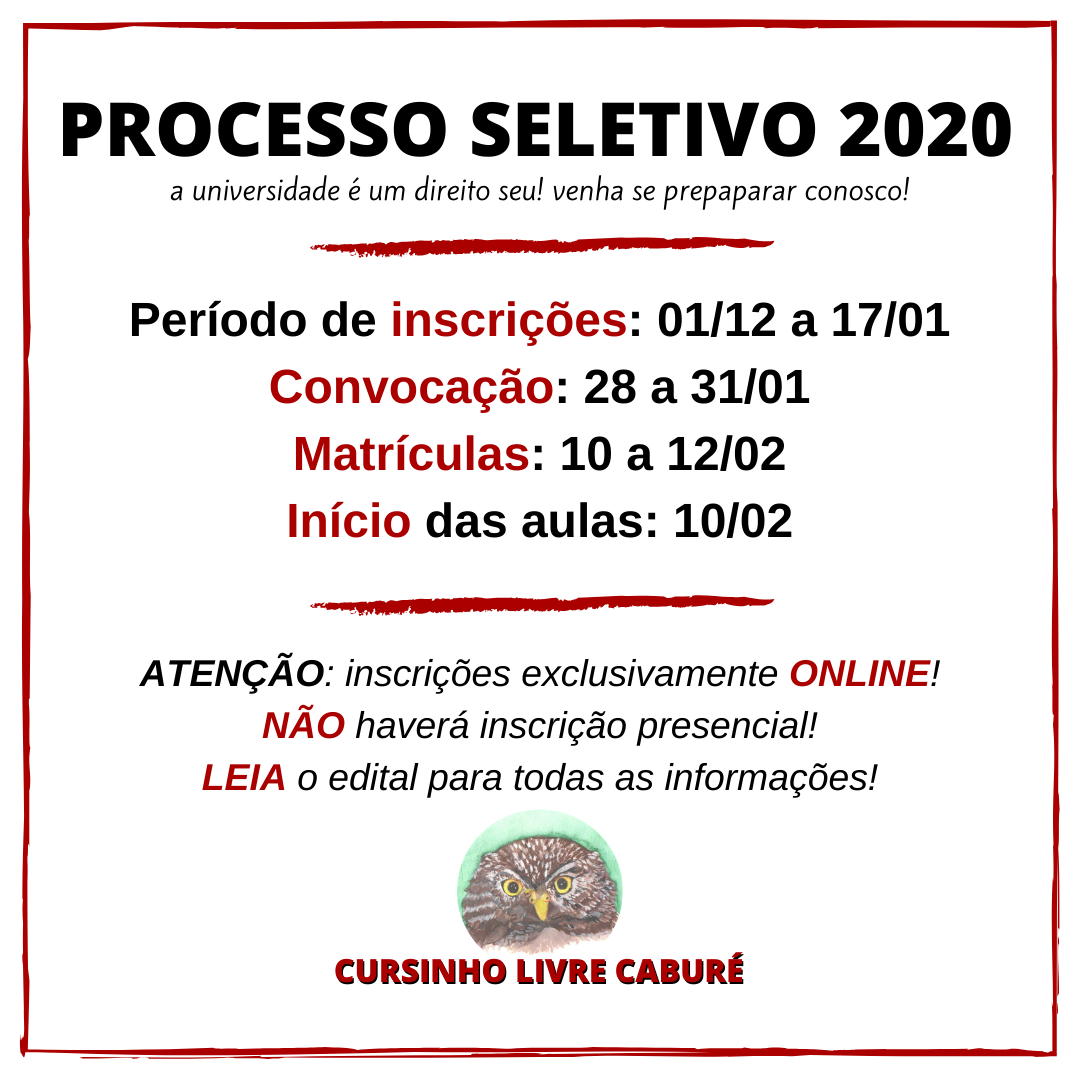 PROCESSO SELETIVO 2020
a universidade é um direito seu! venha se prepaparar conosco!
Período de inscrições: 01/12 a 17/01
Convocação: 28 a 31/01
Matrículas: 10 a 12/02
Início das aulas: 10/02
ATENÇÃO: inscrições exclusivamente ONLINE!
NÃO haverá inscrição presencial!
LEIA o edital para todas as informações!
CURSINHO LIVRE CABURÉ